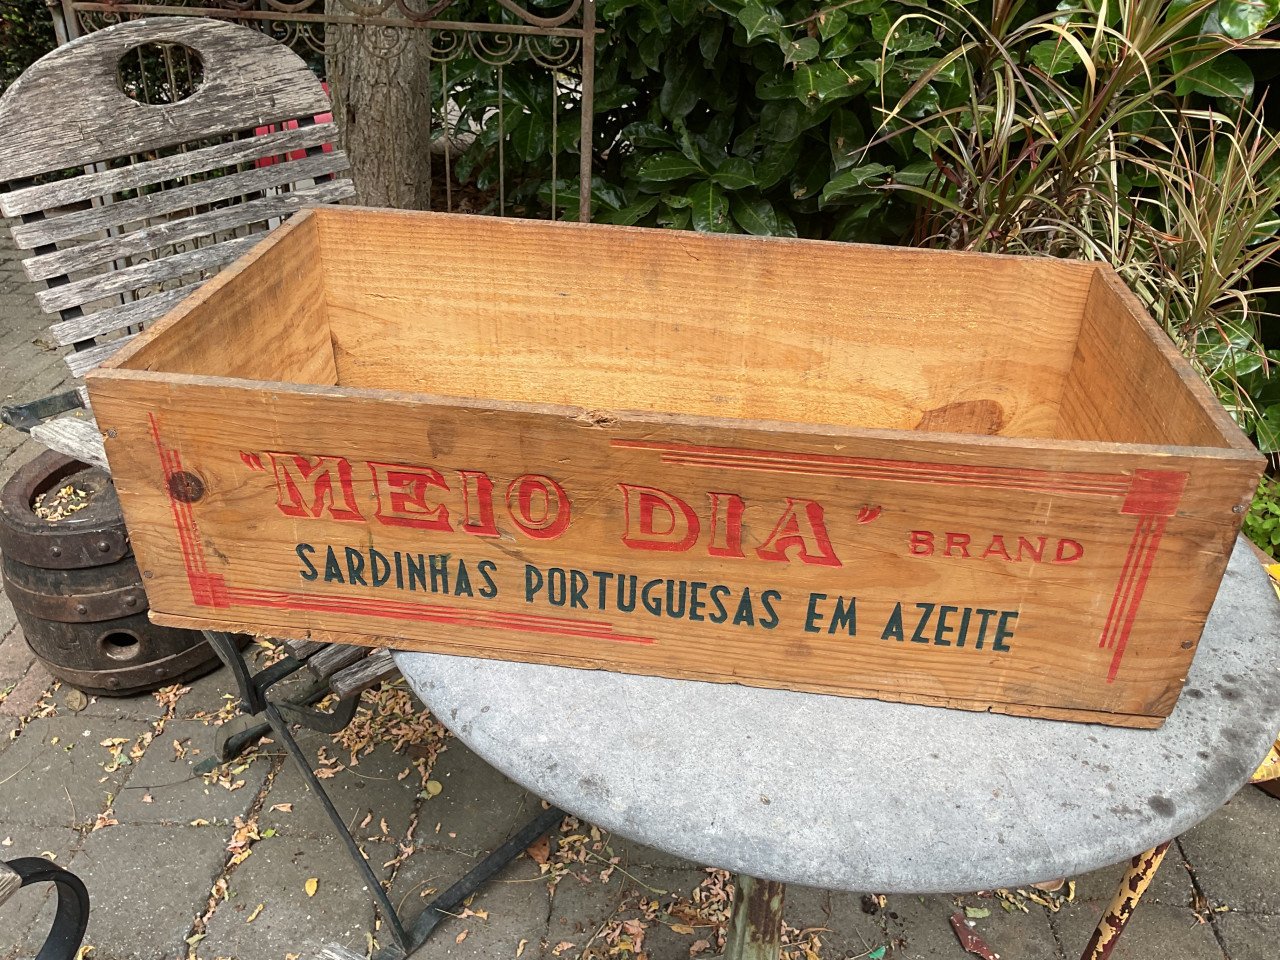 "MEIO DIA" BRAND
SARDINHAS PORTUGUESAS EM AZEITE